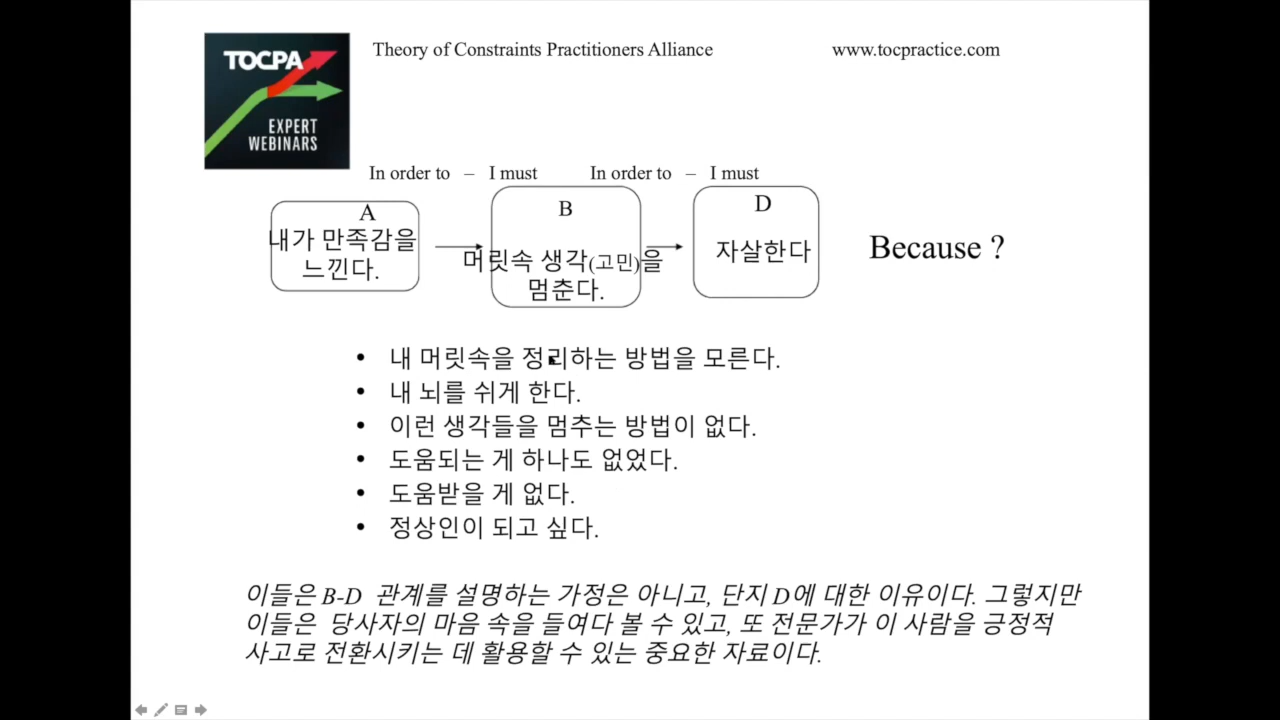 TOCPA
EXPERT
WEBINARS
Theory of Constraints Practitioners Alliance www.tocpractice.com
In order to – I must In order to – I must
A
내가 만족감을
느낀다.
B
머릿속 생각(고민)을
멈춘다.
D
자살한다
Because ?
• 내 머릿속을 정리하는 방법을 모른다.
• 내 뇌를 쉬게 한다.
• 이런 생각들을 멈추는 방법이 없다.
• 도움되는 게 하나도 없었다.
• 도움받을 게 없다.
• 정상인이 되고 싶다.
이들은 B-D 관계를 설명하는 가정은 아니고, 단지 D에 대한 이유이다. 그렇지만
이들은 당사자의 마음 속을 들여다 볼 수 있고, 또 전문가가 이 사람을 긍정적
사고로 전환시키는 데 활용할 수 있는 중요한 자료이다.